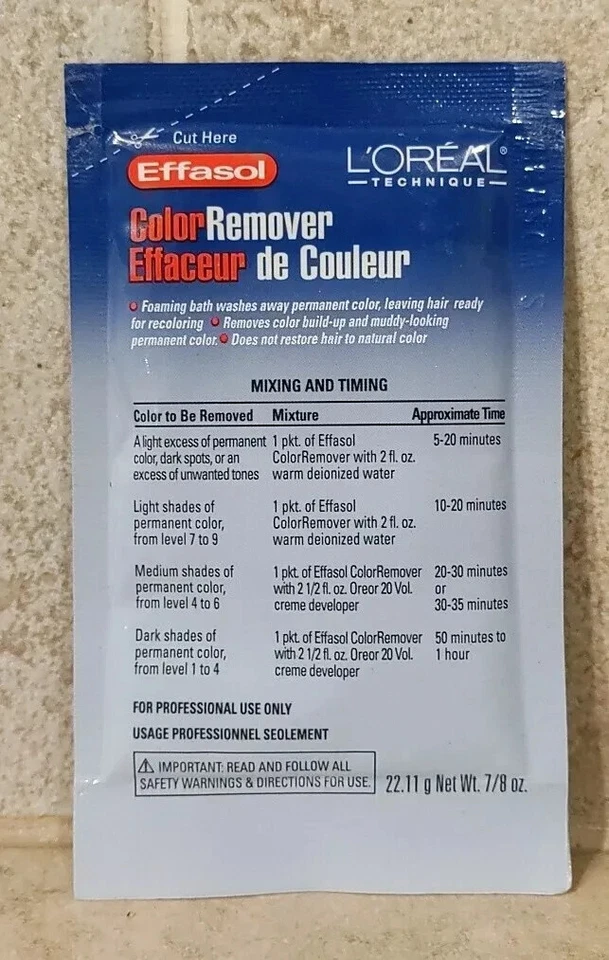 Cut Here
Effasol
L'ORÉAL®
TECHNIQUE
ColorRemover
Effaceur de Couleur
• Foaming bath washes away permanent color, leaving hair ready
for recoloring • Removes color build-up and muddy-looking
permanent color. • Does not restore hair to natural color
MIXING AND TIMING
Color to Be Removed Mixture Approximate Time
A light excess of permanent 1 pkt. of Effasol 5-20 minutes
color, dark spots, or an ColorRemover with 2 fl. oz.
excess of unwanted tones warm deionized water
Light shades of 1 pkt. of Effasol 10-20 minutes
permanent color, ColorRemover with 2 fl. oz.
from level 7 to 9 warm deionized water
Medium shades of 1 pkt. of Effasol ColorRemover 20-30 minutes
permanent color, with 2 1/2 fl. oz. Oreor 20 Vol. or
from level 4 to 6 creme developer 30-35 minutes
Dark shades of 1 pkt. of Effasol ColorRemover 50 minutes to
permanent color, with 2 1/2 fl. oz. Oreor 20 Vol. 1 hour
from level 1 to 4 creme developer
FOR PROFESSIONAL USE ONLY
USAGE PROFESSIONNEL SEOLEMENT
⚠ IMPORTANT: READ AND FOLLOW ALL
SAFETY WARNINGS & DIRECTIONS FOR USE.
22.11 g Net Wt. 7/8 oz.